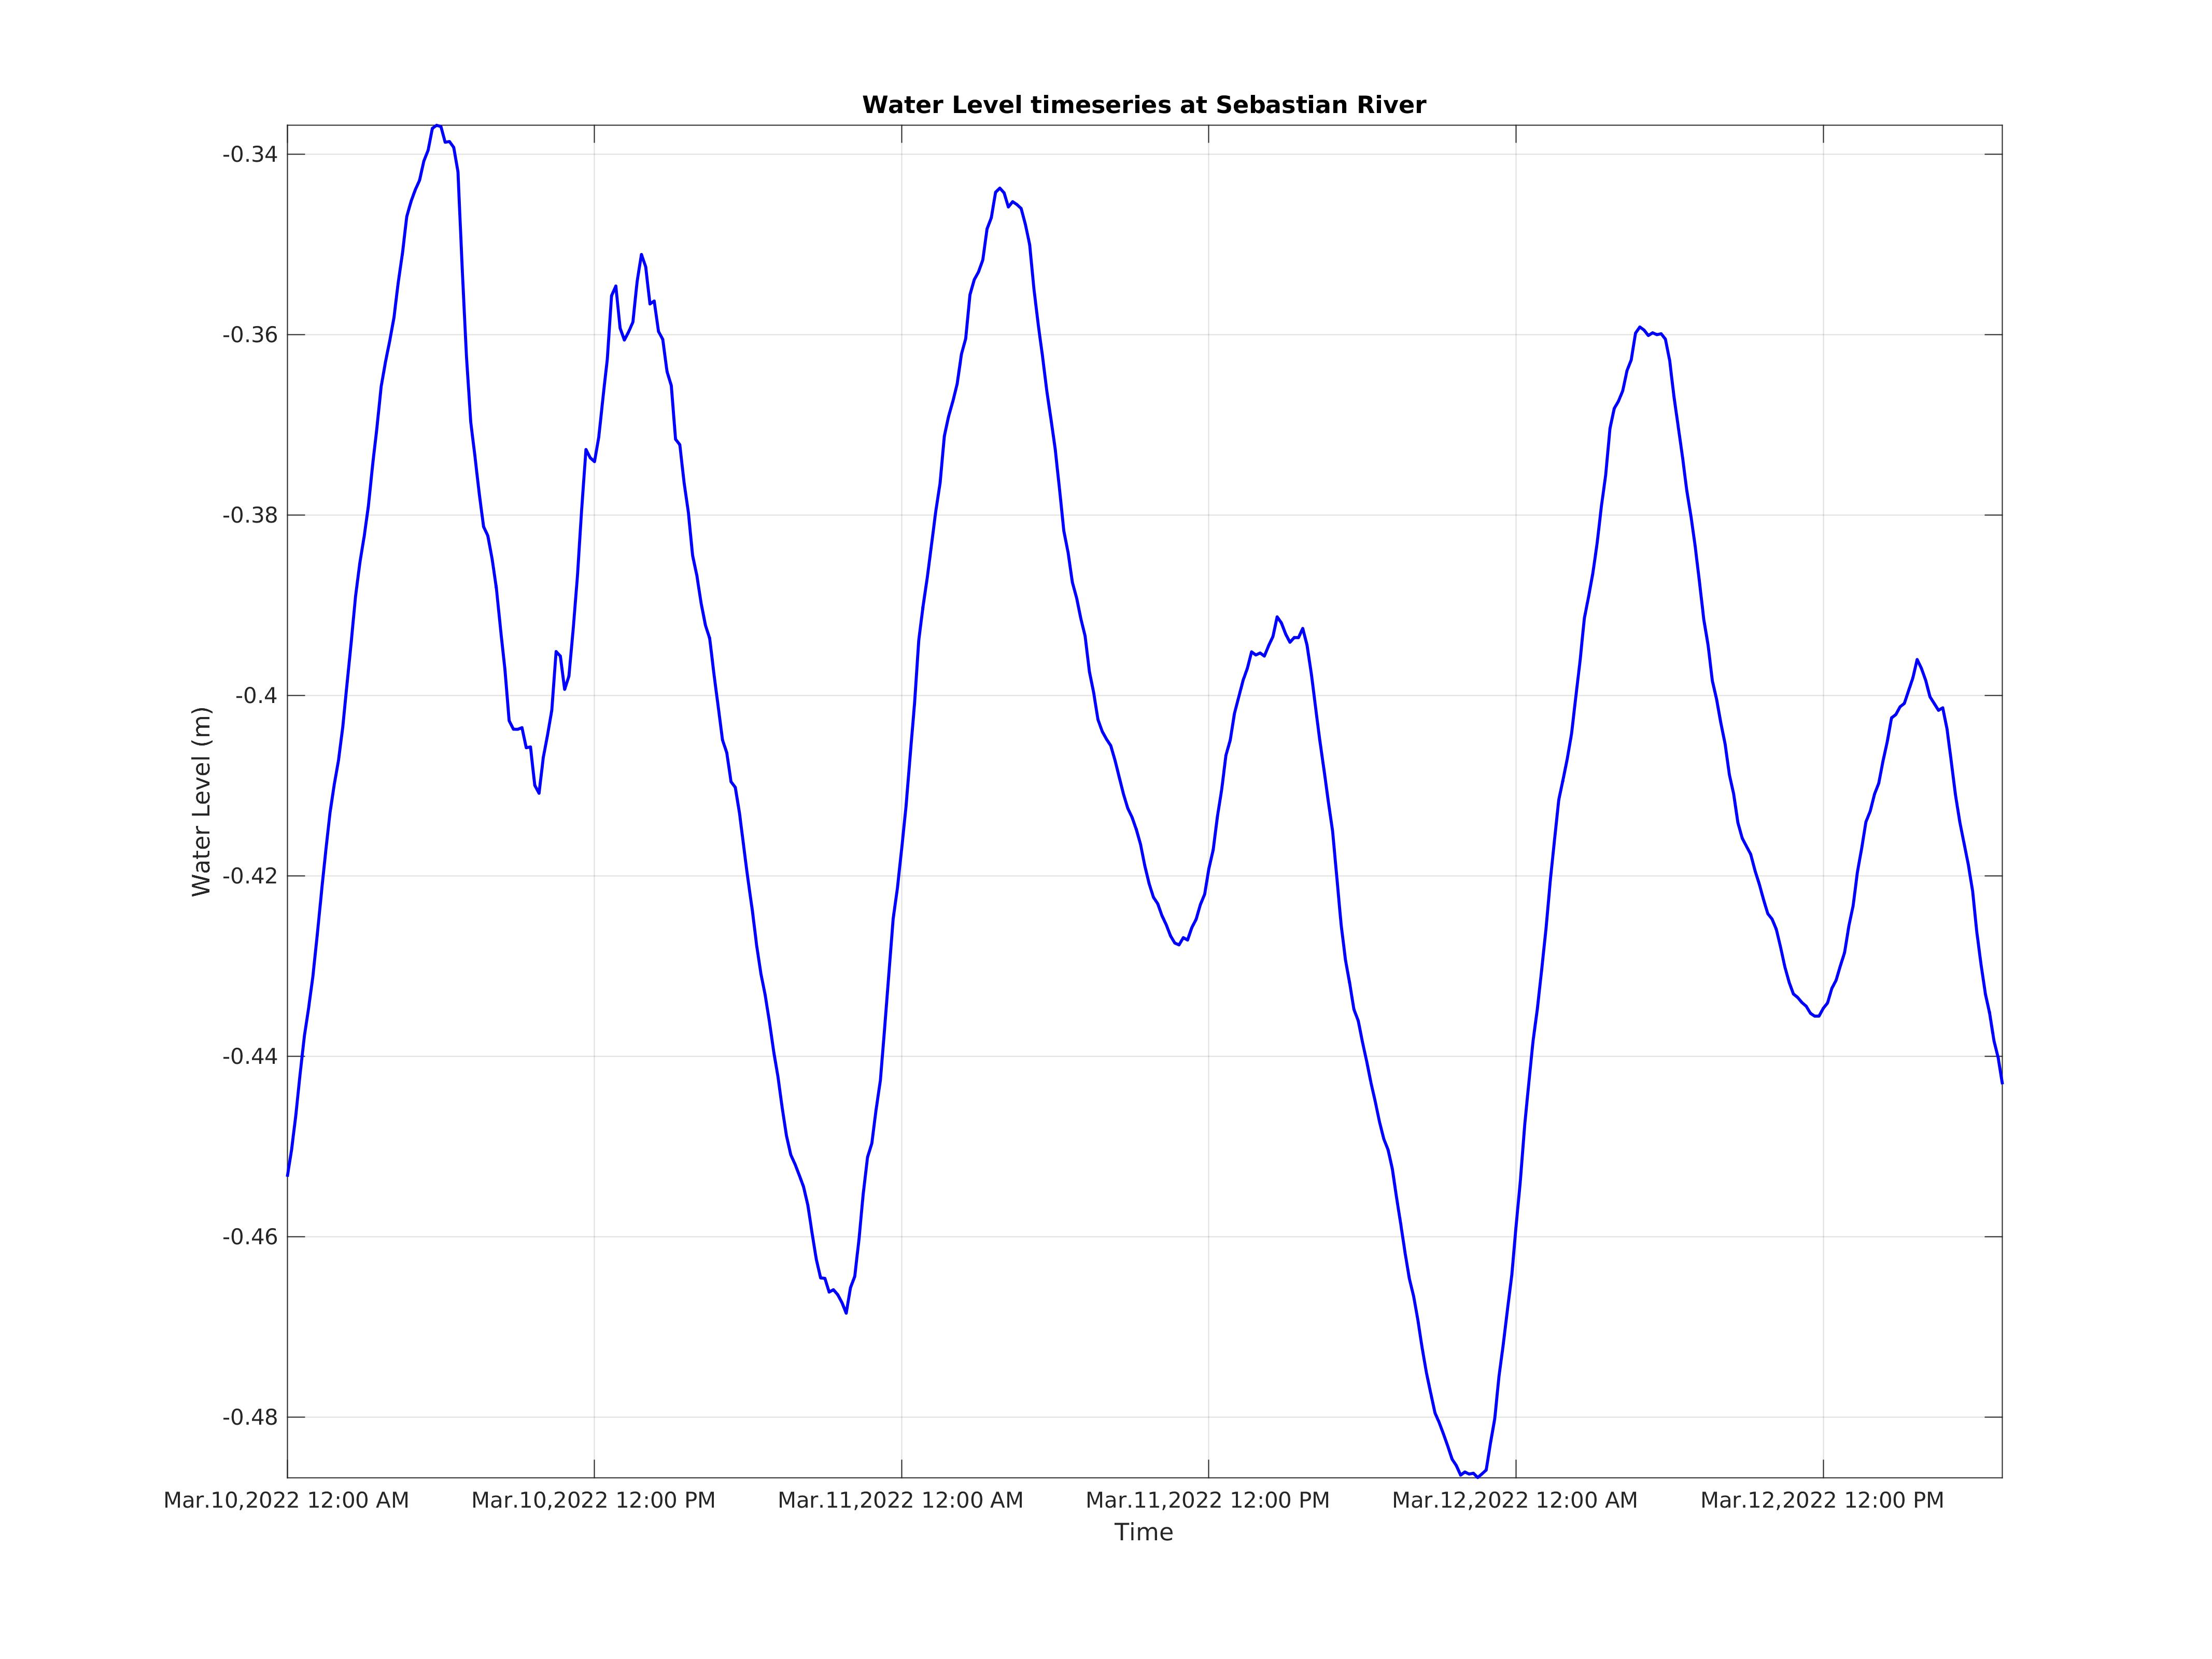 Water Level timeseries at Sebastian River
Water Level (m)
-0.34
-0.36
-0.38
-0.4
-0.42
-0.44
-0.46
-0.48
Mar.10,2022 12:00 AM
Mar.10,2022 12:00 PM
Mar.11,2022 12:00 AM
Mar.11,2022 12:00 PM
Mar.12,2022 12:00 AM
Mar.12,2022 12:00 PM
Time